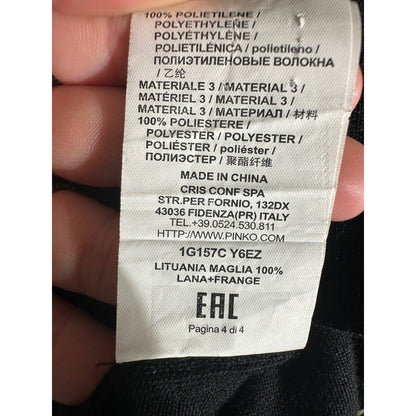 100% POLIETILENE /
POLYETHYLENE /
POLYÉTHYLÈNE /
POLIETILÉNICA / polietileno /
ПОЛИЭТИЛЕНОВЫЕ ВОЛОКНА
/ 乙纶
MATERIALE 3 / MATERIAL 3
/ MATÉRIEL 3 / MATERIAL
3 / МАТЕРИАЛ / 材料
100% POLIESTERE /
POLYESTER / POLYESTER /
POLIÉSTER / poliéster /
ПОЛИЭСТЕР / 聚酯纤维
MADE IN CHINA
CRIS CONF SPA
STR.PER FORNIO, 132DX
43036 FIDENZA(PR) ITALY
TEL.+39.0524.530.811
HTTP://WWW.PINKO.COM
1G157C Y6EZ
LITUANIA MAGLIA 100%
LANA+FRANGE
EAC
Pagina 4 di 4